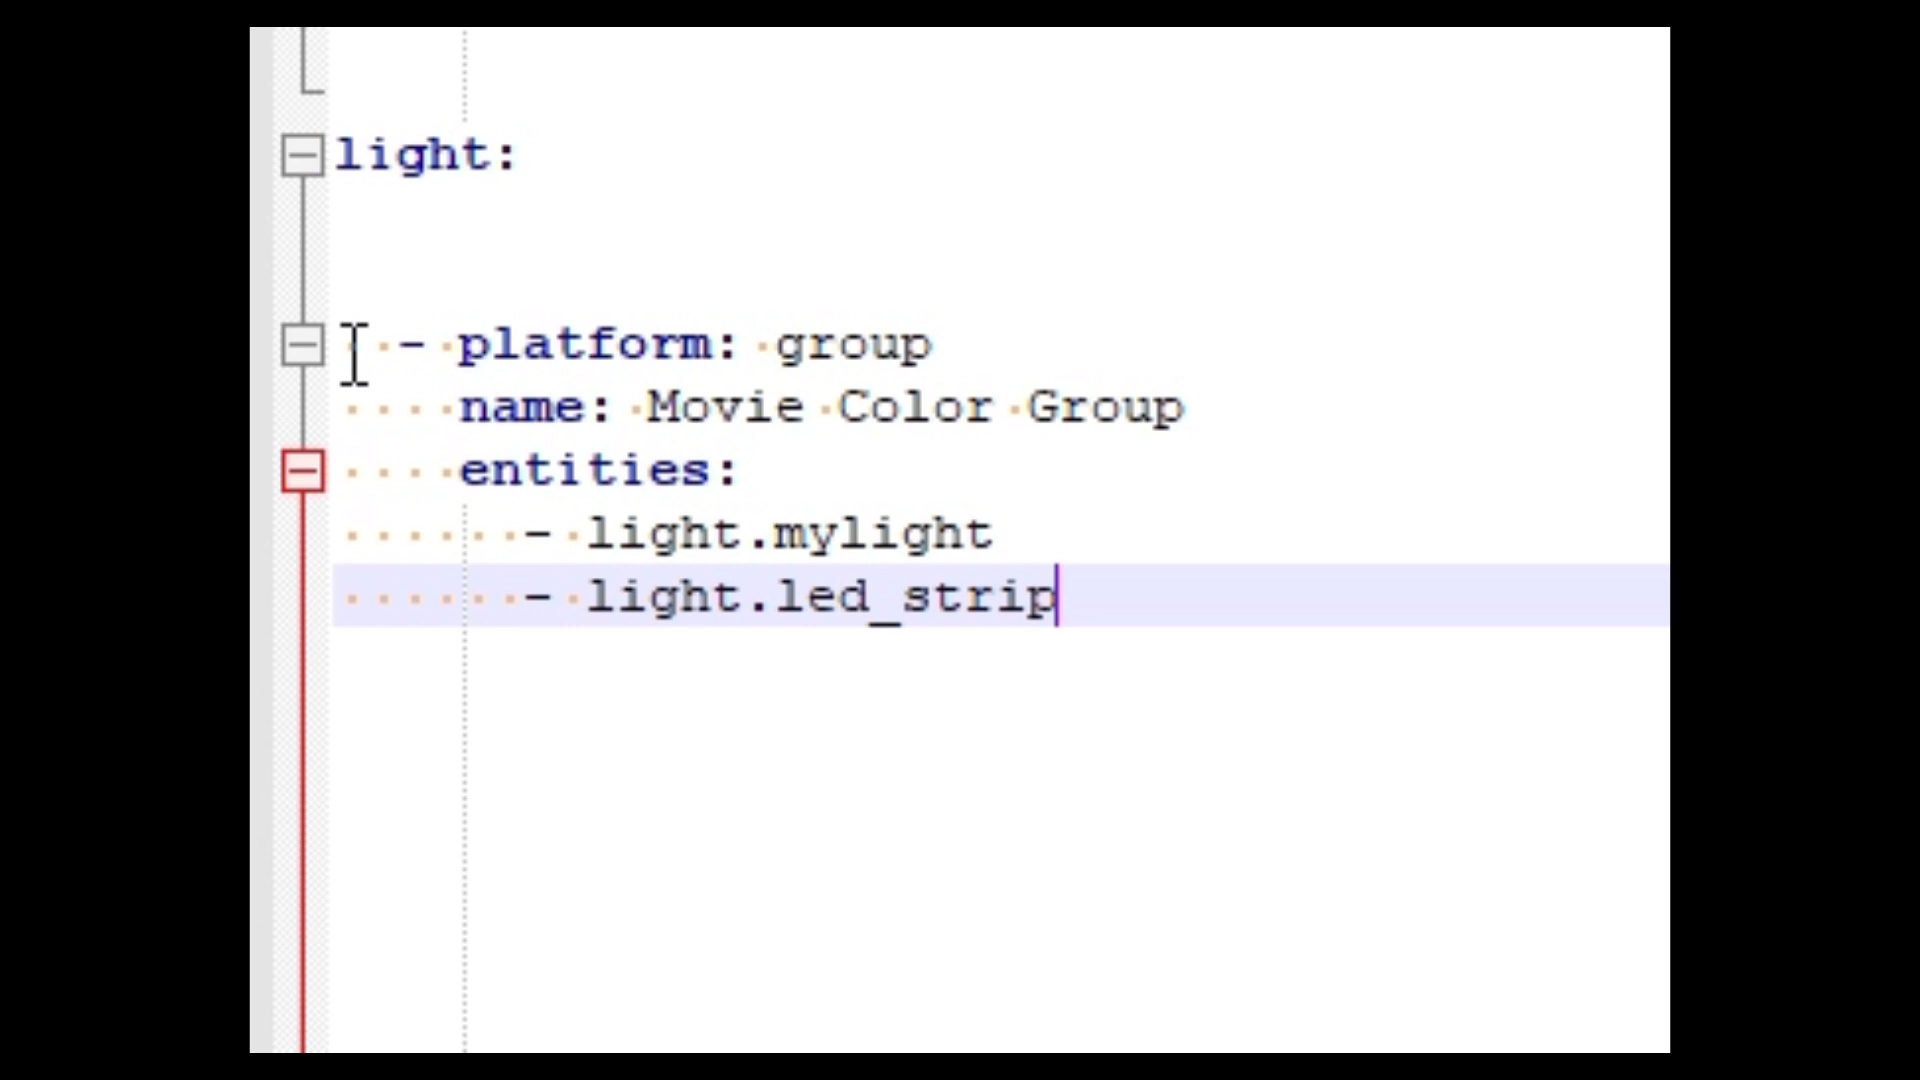 light:
- platform: group
name: Movie Color Group
entities:
- light.mylight
- light.led_strip